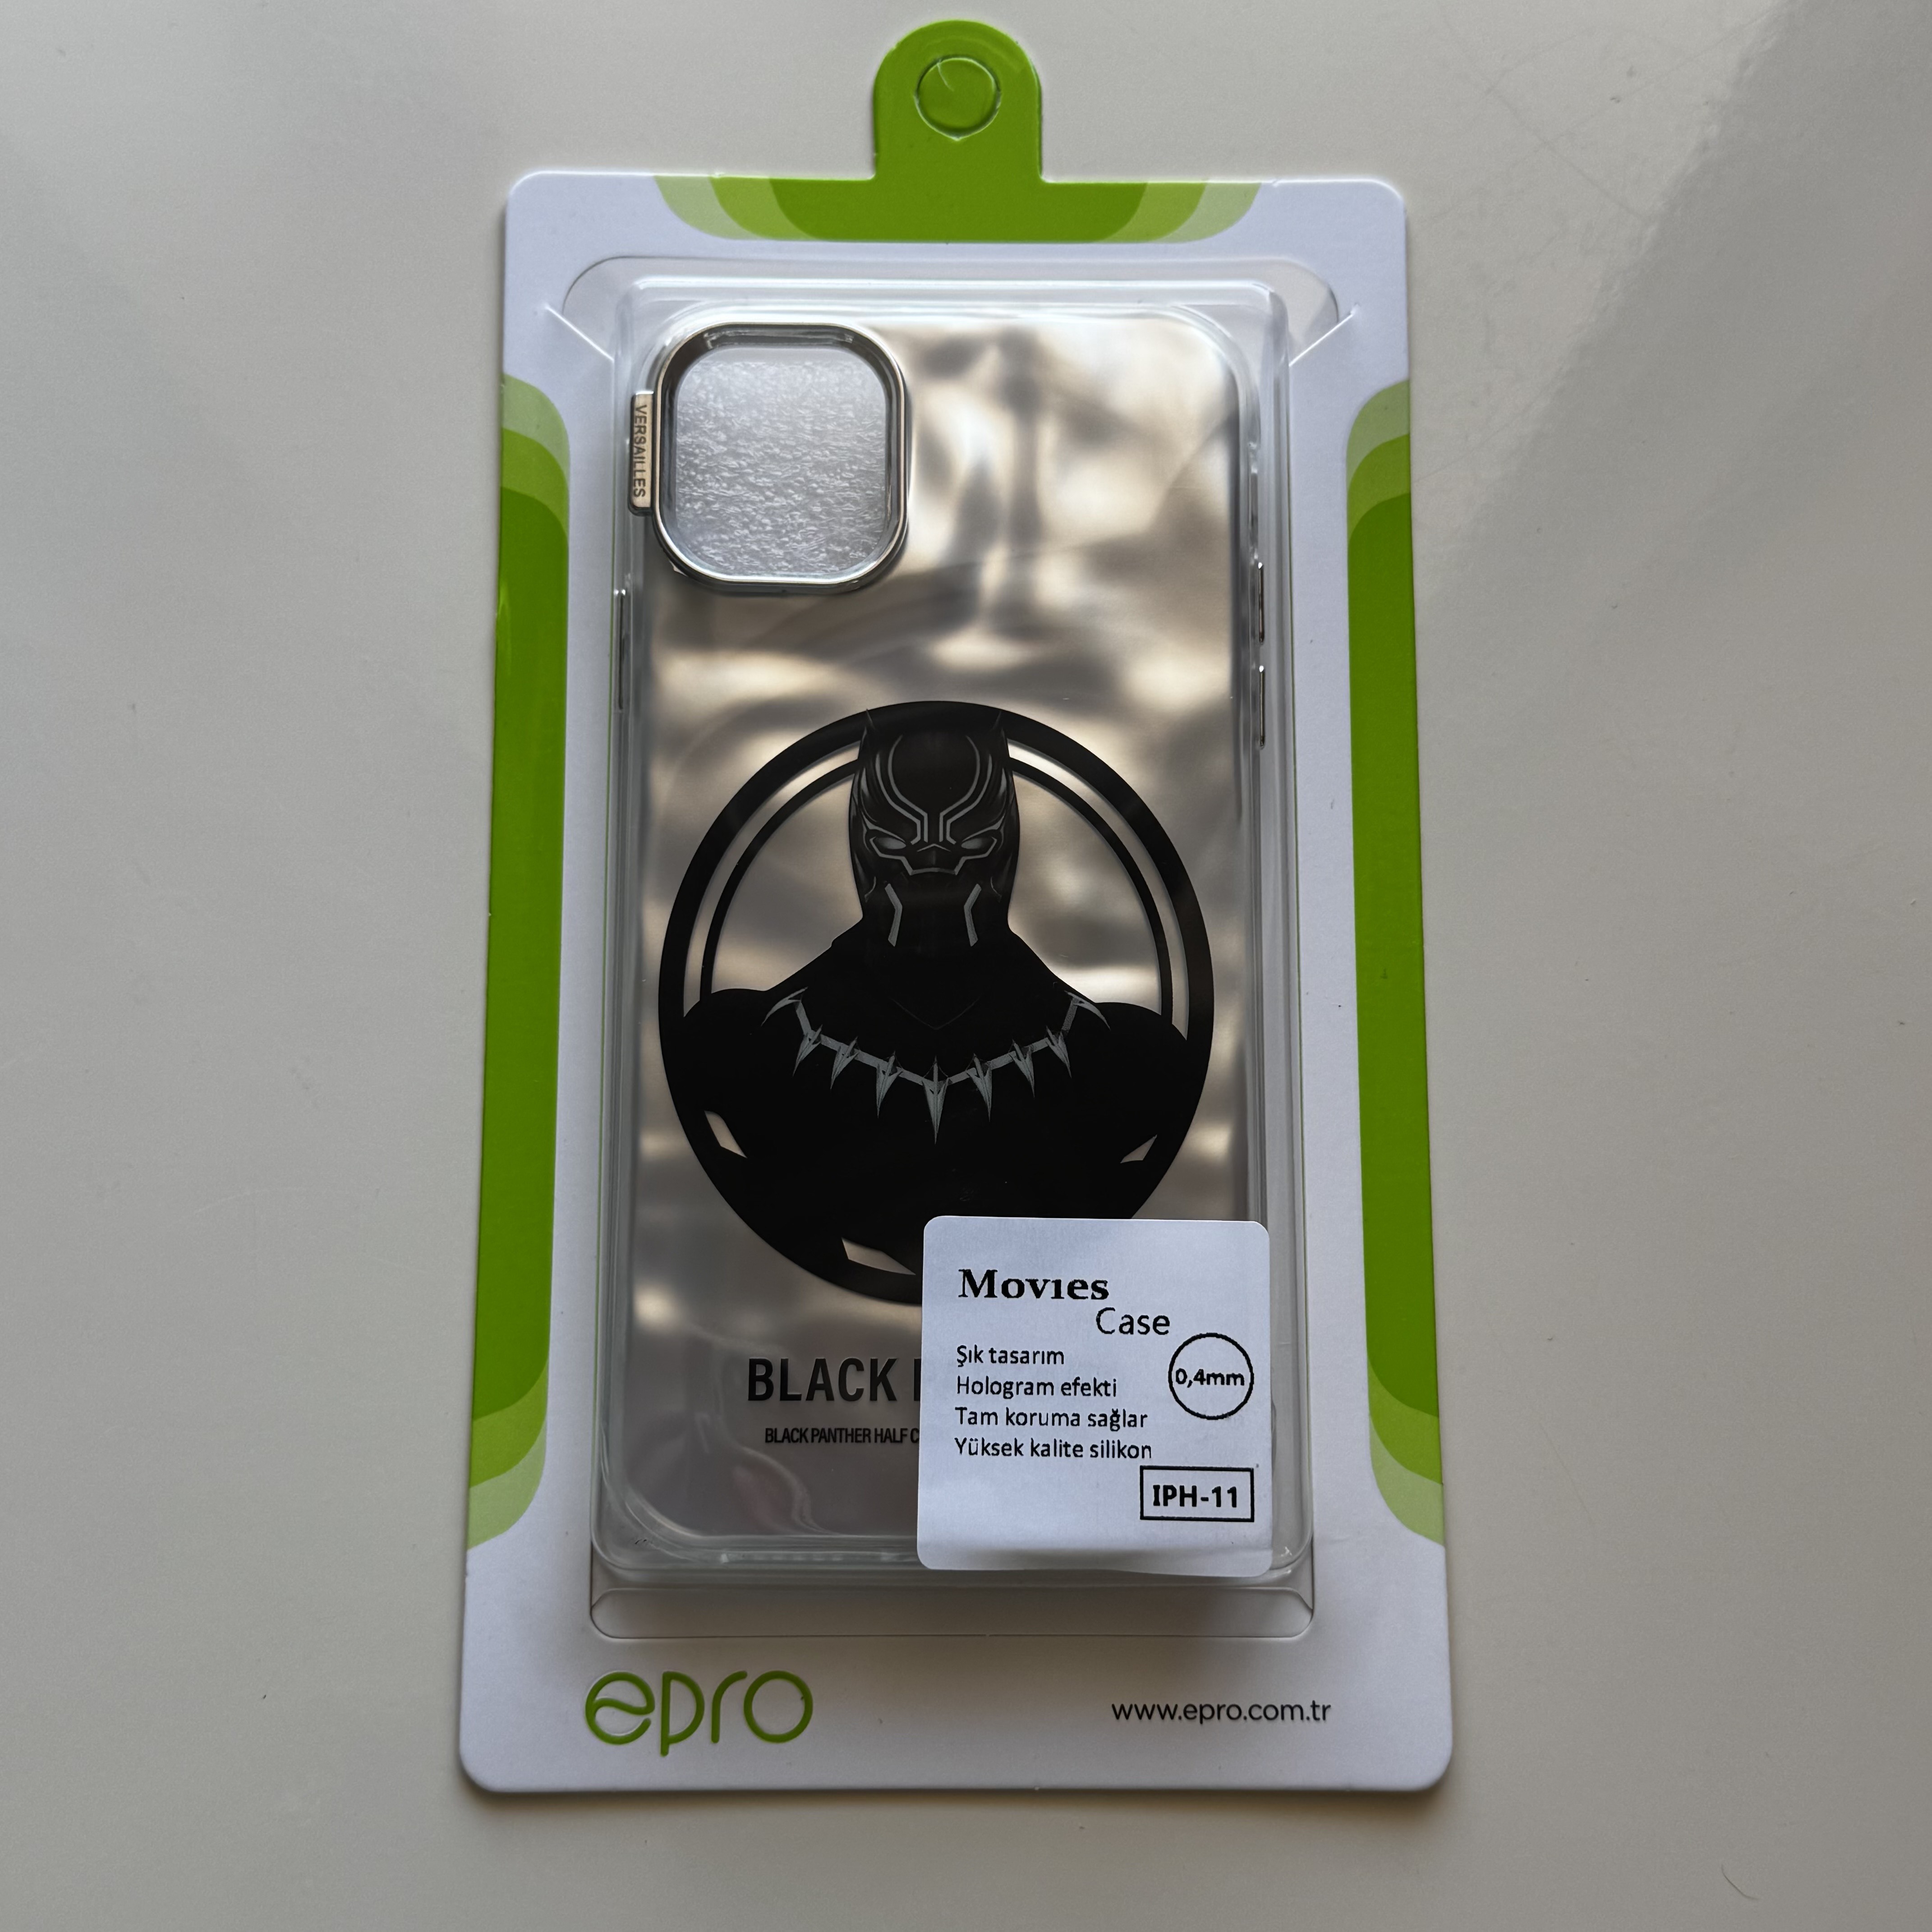 VERSAILLES
BLACK
BLACK PANTHER HALF
Movıes
Case
Şık tasarım
Hologram efekti
Tam koruma sağlar
Yüksek kalite silikon
0,4mm
IPH-11
epro
www.epro.com.tr